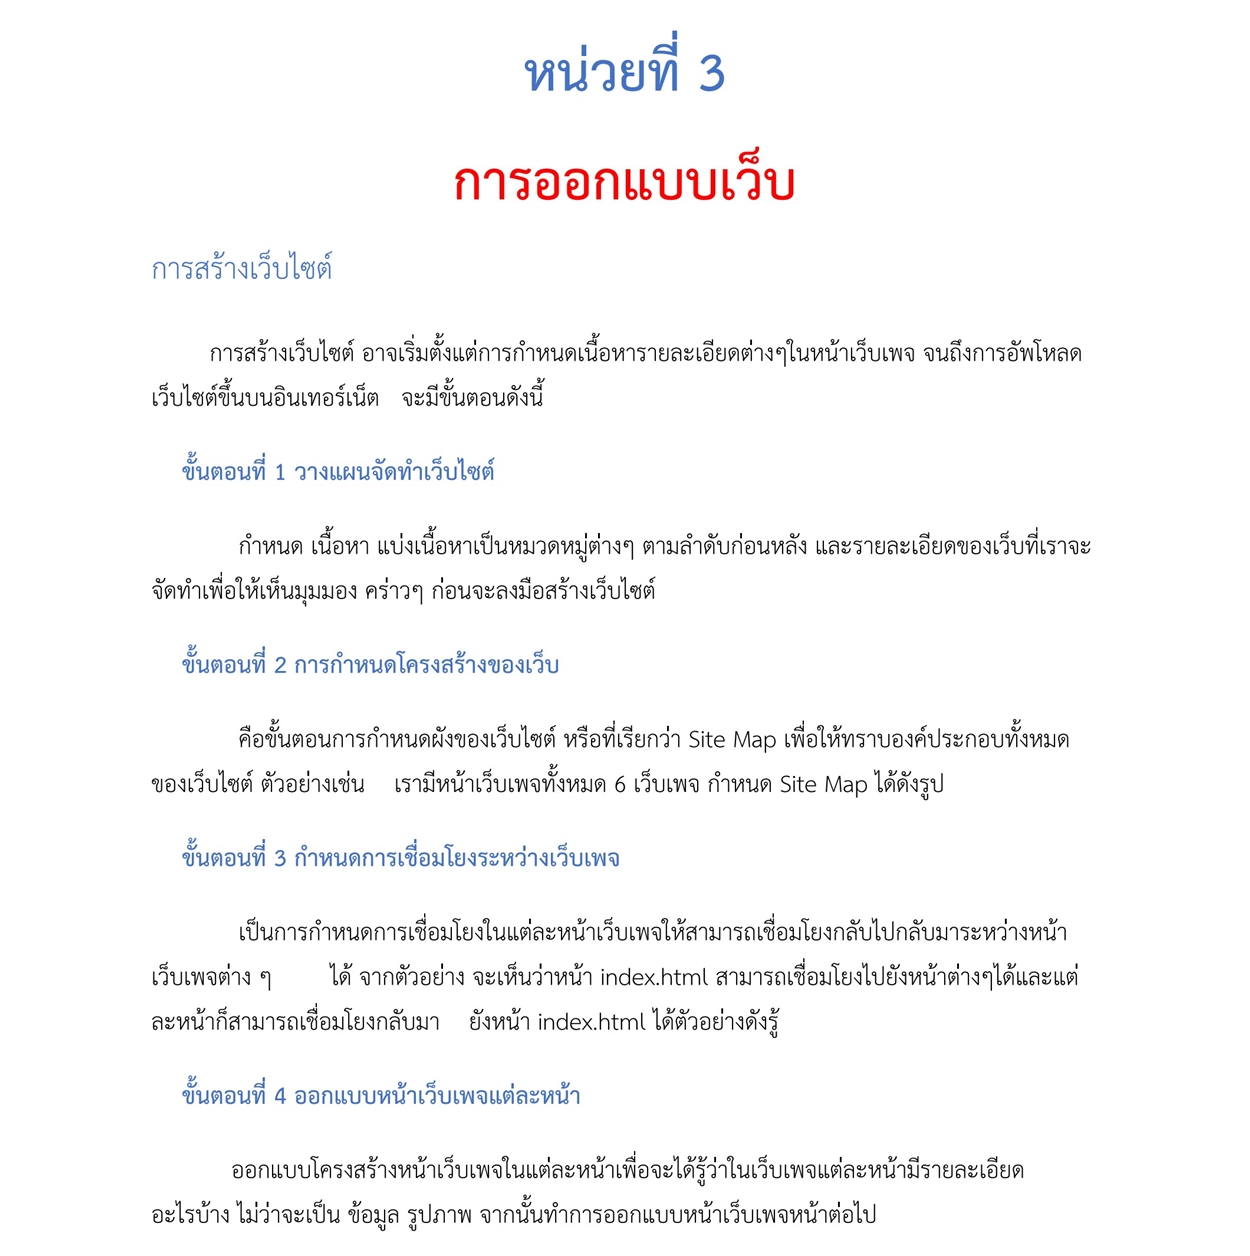 หน่วยที่ 3
การออกแบบเว็บ
การสร้างเว็บไซต์
การสร้างเว็บไซต์ อาจเริ่มตั้งแต่การกำหนดเนื้อหารายละเอียดต่างๆในหน้าเว็บเพจ จนถึงการอัพโหลด
เว็บไซต์ขึ้นบนอินเทอร์เน็ต จะมีขั้นตอนดังนี้
ขั้นตอนที่ 1 วางแผนจัดทำเว็บไซต์
กำหนด เนื้อหา แบ่งเนื้อหาเป็นหมวดหมู่ต่างๆ ตามลำดับก่อนหลัง และรายละเอียดของเว็บที่เราจะ
จัดทำเพื่อให้เห็นมุมมอง คร่าวๆ ก่อนจะลงมือสร้างเว็บไซต์
ขั้นตอนที่ 2 การกำหนดโครงสร้างของเว็บ
คือขั้นตอนการกำหนดผังของเว็บไซต์ หรือที่เรียกว่า Site Map เพื่อให้ทราบองค์ประกอบทั้งหมด
ของเว็บไซต์ ตัวอย่างเช่น เรามีหน้าเว็บเพจทั้งหมด 6 เว็บเพจ กำหนด Site Map ได้ดังรูป
ขั้นตอนที่ 3 กำหนดการเชื่อมโยงระหว่างเว็บเพจ
เป็นการกำหนดการเชื่อมโยงในแต่ละหน้าเว็บเพจให้สามารถเชื่อมโยงกลับไปกลับมาระหว่างหน้า
เว็บเพจต่าง ๆ ได้ จากตัวอย่าง จะเห็นว่าหน้า index.html สามารถเชื่อมโยงไปยังหน้าต่างๆได้และแต่
ละหน้าก็สามารถเชื่อมโยงกลับมา ยังหน้า index.html ได้ตัวอย่างดังรู้
ขั้นตอนที่ 4 ออกแบบหน้าเว็บเพจแต่ละหน้า
ออกแบบโครงสร้างหน้าเว็บเพจในแต่ละหน้าเพื่อจะได้รู้ว่าในเว็บเพจแต่ละหน้ามีรายละเอียด
อะไรบ้าง ไม่ว่าจะเป็น ข้อมูล รูปภาพ จากนั้นทำการออกแบบหน้าเว็บเพจหน้าต่อไป